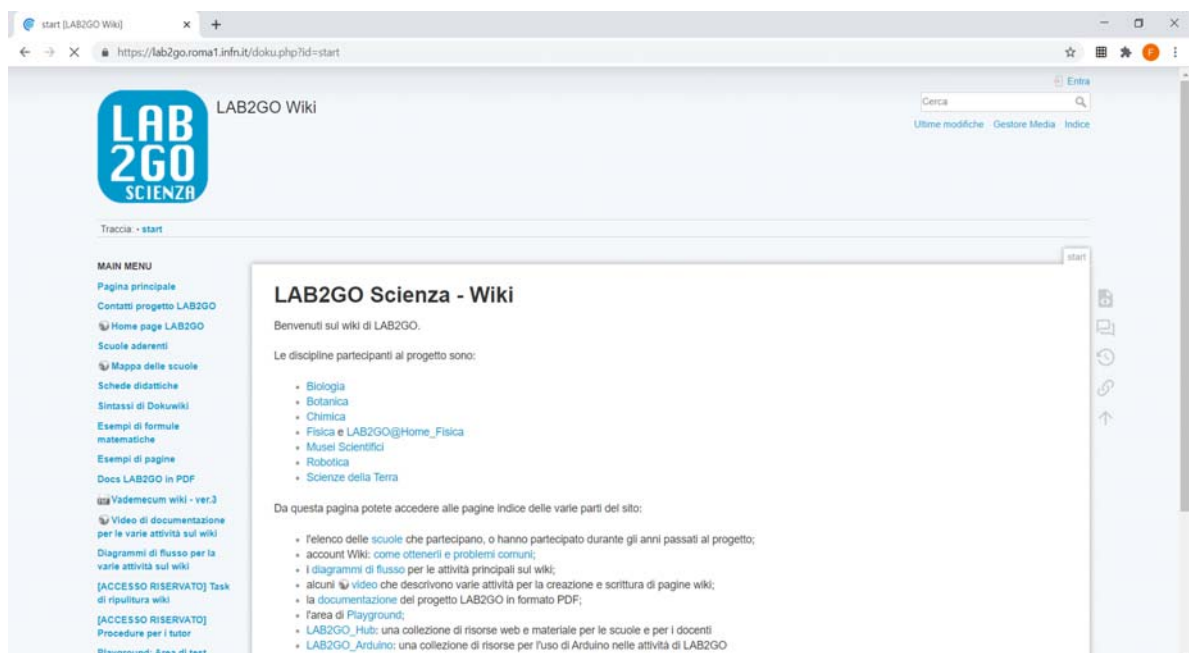 start [LAB2GO Wiki]
https://lab2go.roma1.infn.it/doku.php?id=start
F
Entra
LAB
2GO
SCIENZA
LAB2GO Wiki
Cerca
Ultime modifiche Gestore Media Indice
Traccia: • start
start
MAIN MENU
Pagina principale
Contatti progetto LAB2GO
Home page LAB2GO
Scuole aderenti
Mappa delle scuole
Schede didattiche
Sintassi di Dokuwiki
Esempi di formule
matematiche
Esempi di pagine
Docs LAB2GO in PDF
Vademecum wiki - ver.3
Video di documentazione
per le varie attività sul wiki
Diagrammi di flusso per la
varie attività sul wiki
[ACCESSO RISERVATO] Task
di ripulitura wiki
[ACCESSO RISERVATO]
Procedure per i tutor
Playground: Area di test
LAB2GO Scienza - Wiki
Benvenuti sul wiki di LAB2GO.
Le discipline partecipanti al progetto sono:
Biologia
Botanica
Chimica
Fisica e LAB2GO@Home_Fisica
Musei Scientifici
Robotica
Scienze della Terra
Da questa pagina potete accedere alle pagine indice delle varie parti del sito:
l'elenco delle scuole che partecipano, o hanno partecipato durante gli anni passati al progetto;
account Wiki: come ottenerli e problemi comuni;
i diagrammi di flusso per le attività principali sul wiki;
alcuni video che descrivono varie attività per la creazione e scrittura di pagine wiki;
la documentazione del progetto LAB2GO in formato PDF;
l'area di Playground;
LAB2GO_Hub: una collezione di risorse web e materiale per le scuole e per i docenti
LAB2GO_Arduino: una collezione di risorse per l'uso di Arduino nelle attività di LAB2GO